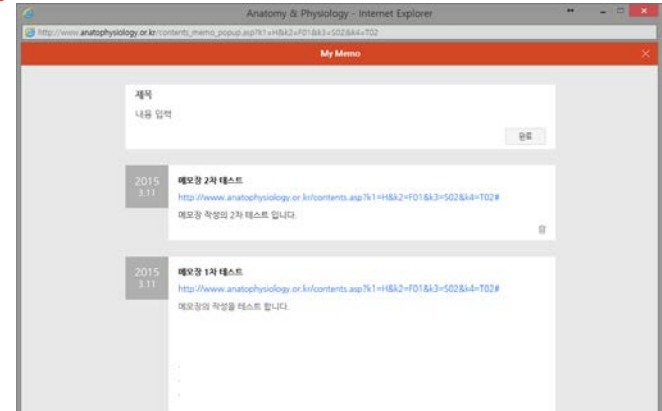 Anatomy & Physiology - Internet Explorer
http://www.anatophysiology.or.kr/contents_memo_popup.asp?k1=H&k2=F01&k3=S02&k4=T02
My Memo
제목
내용 입력
완료
2015
3.11
메모장 2차 테스트
http://www.anatophysiology.or.kr/contents.asp?k1=H&k2=F01&k3=S02&k4=T02#
메모장 작성의 2차 테스트 입니다.
2015
3.11
메모장 1차 테스트
http://www.anatophysiology.or.kr/contents.asp?k1=H&k2=F01&k3=S02&k4=T02#
메모장의 작성을 테스트 합니다.
.
.
.